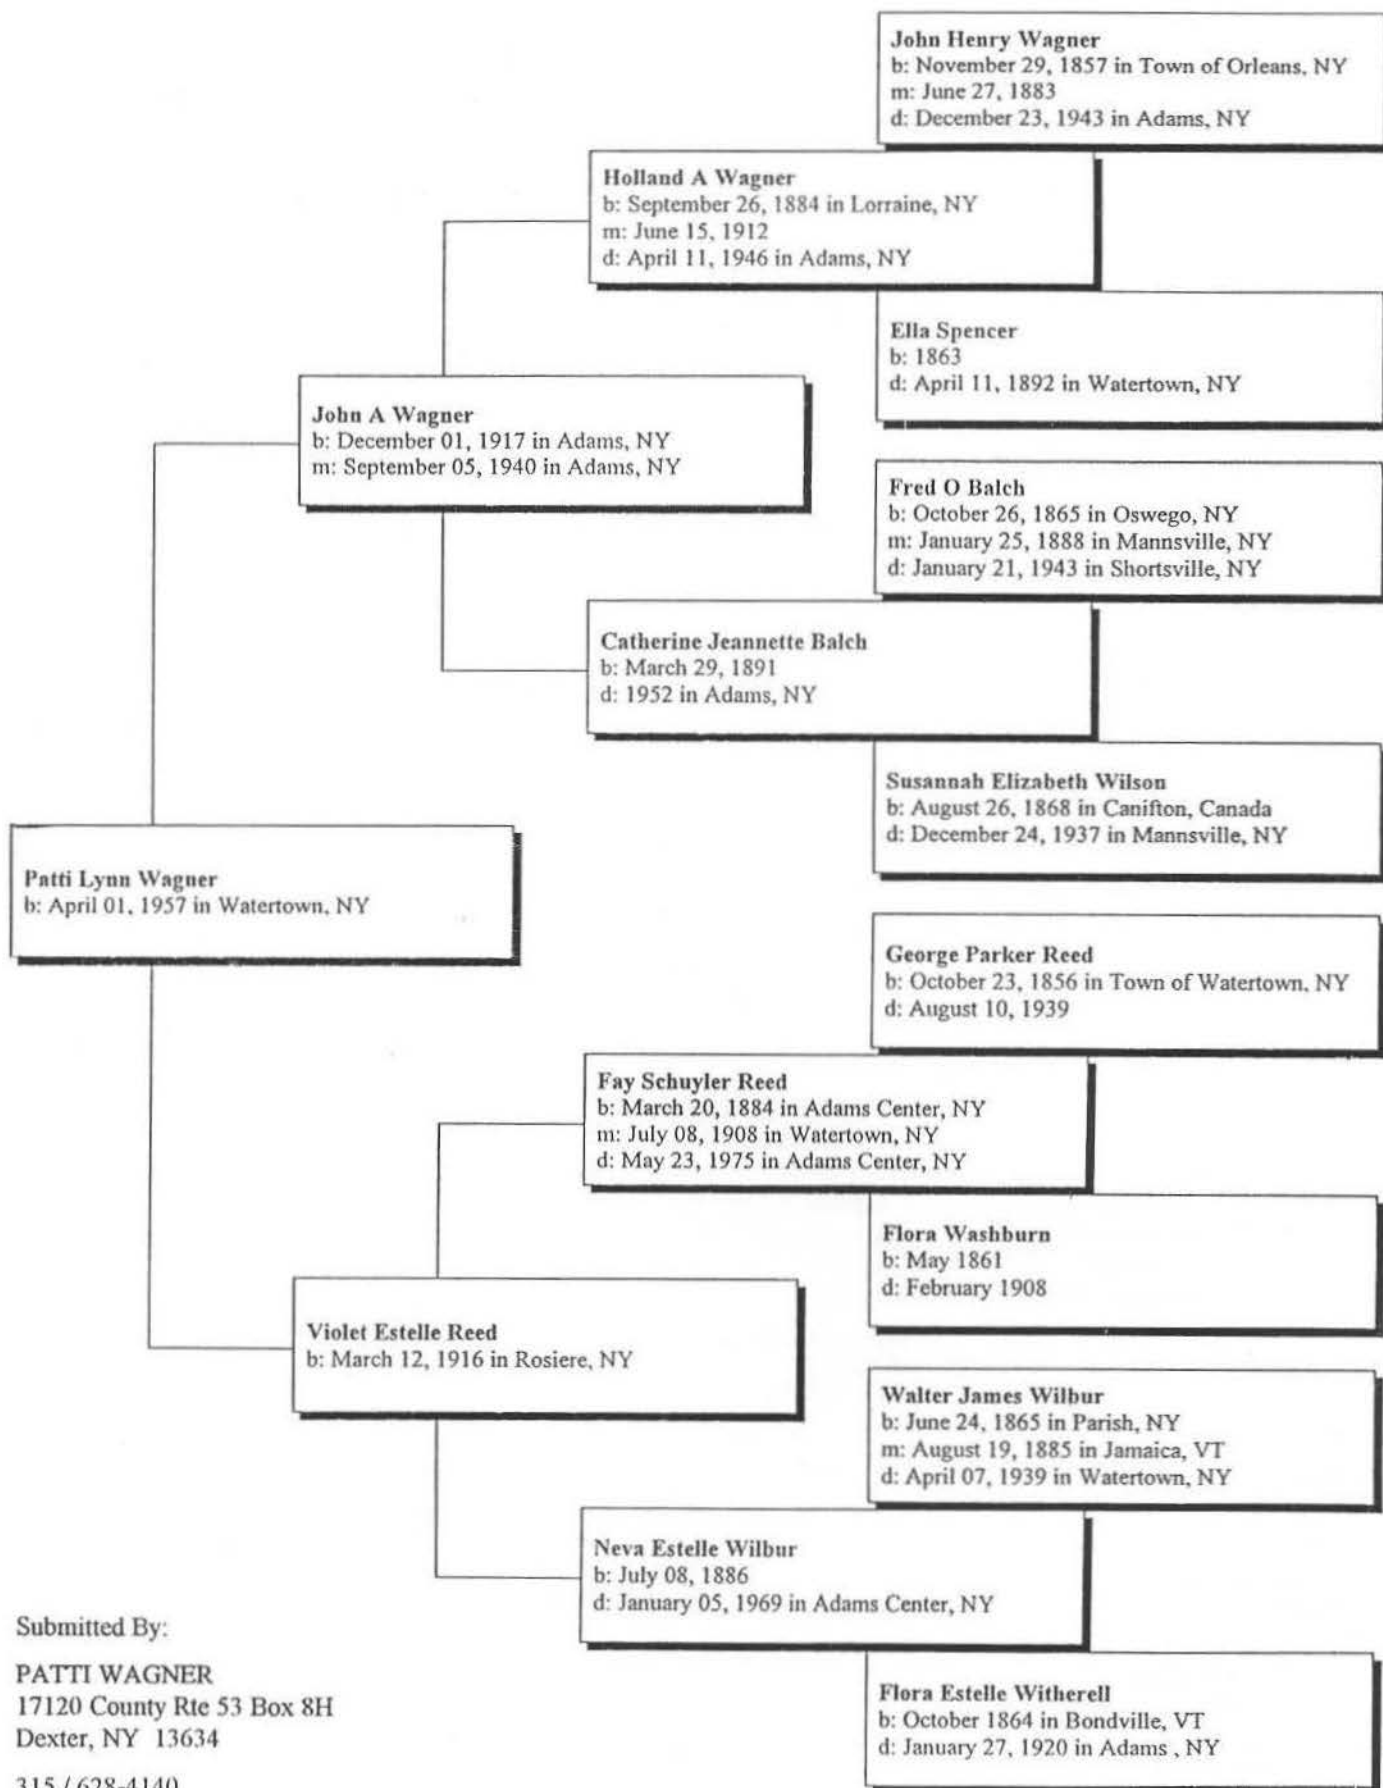 John Henry Wagner
b: November 29, 1857 in Town of Orleans, NY
m: June 27, 1883
d: December 23, 1943 in Adams, NY
Holland A Wagner
b: September 26, 1884 in Lorraine, NY
m: June 15, 1912
d: April 11, 1946 in Adams, NY
Ella Spencer
b: 1863
d: April 11, 1892 in Watertown, NY
John A Wagner
b: December 01, 1917 in Adams, NY
m: September 05, 1940 in Adams, NY
Fred O Balch
b: October 26, 1865 in Oswego, NY
m: January 25, 1888 in Mannsville, NY
d: January 21, 1943 in Shortsville, NY
Catherine Jeannette Balch
b: March 29, 1891
d: 1952 in Adams, NY
Susannah Elizabeth Wilson
b: August 26, 1868 in Canifton, Canada
d: December 24, 1937 in Mannsville, NY
Patti Lynn Wagner
b: April 01, 1957 in Watertown, NY
George Parker Reed
b: October 23, 1856 in Town of Watertown, NY
d: August 10, 1939
Fay Schuyler Reed
b: March 20, 1884 in Adams Center, NY
m: July 08, 1908 in Watertown, NY
d: May 23, 1975 in Adams Center, NY
Flora Washburn
b: May 1861
d: February 1908
Violet Estelle Reed
b: March 12, 1916 in Rosiere, NY
Walter James Wilbur
b: June 24, 1865 in Parish, NY
m: August 19, 1885 in Jamaica, VT
d: April 07, 1939 in Watertown, NY
Neva Estelle Wilbur
b: July 08, 1886
d: January 05, 1969 in Adams Center, NY
Flora Estelle Witherell
b: October 1864 in Bondville, VT
d: January 27, 1920 in Adams , NY
Submitted By:
PATTI WAGNER
17120 County Rte 53 Box 8H
Dexter, NY 13634
315 / 628-4140